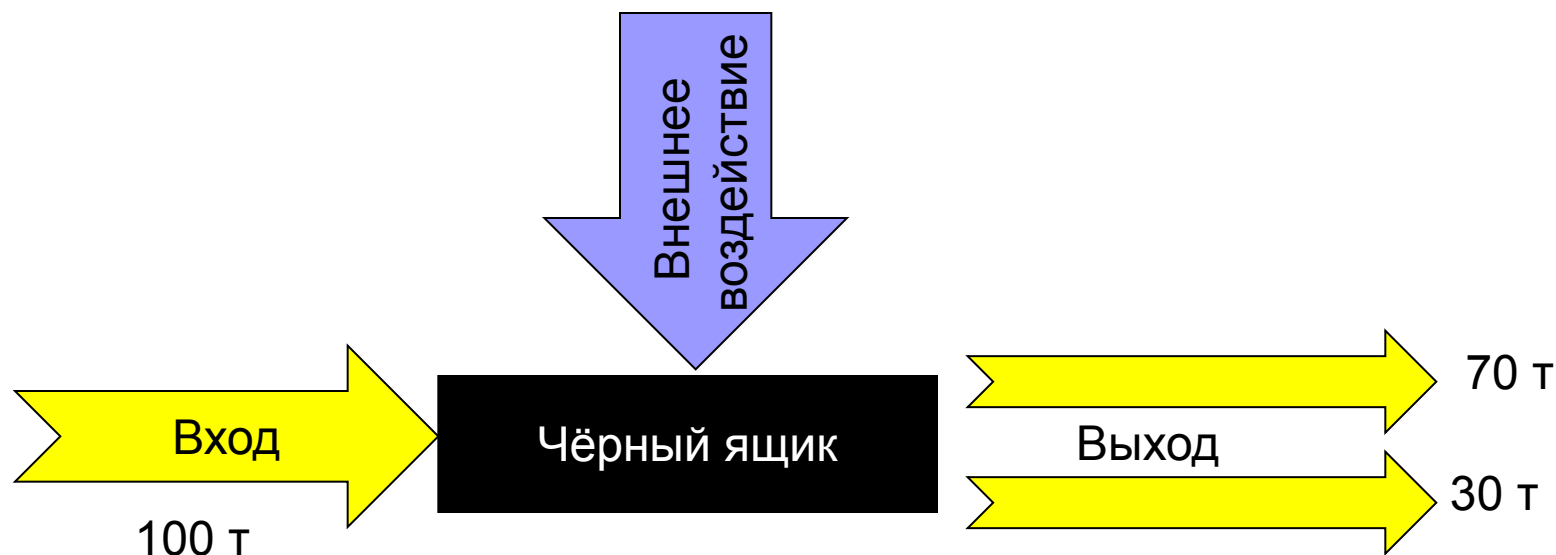 Внешнее
воздействие
Вход
100 т
Чёрный ящик
Выход
70 т
30 т